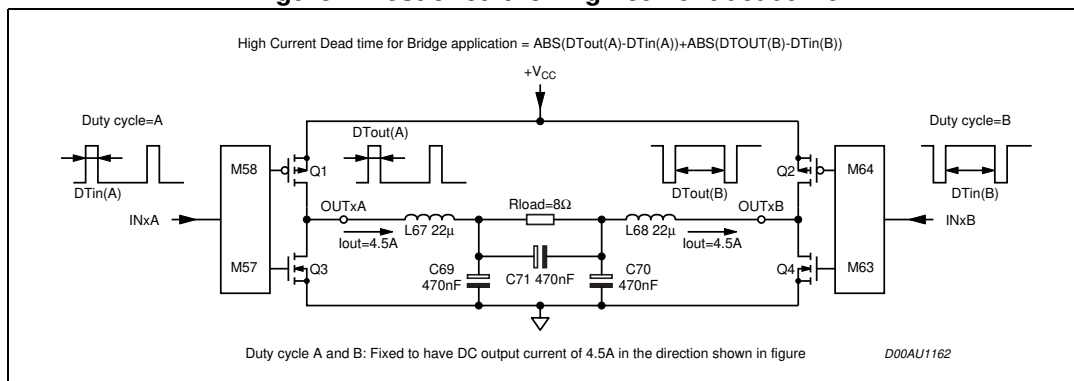 High Current Dead time for Bridge application = ABS(DTout(A)-DTin(A))+ABS(DTOUT(B)-DTin(B))
+VCC
Duty cycle=A
Duty cycle=B
DTout(A)
M58
Q1
DTout(B)
Q2
M64
DTin(A)
DTin(B)
OUTxA
Rload=8Ω
OUTxB
INxA
INxB
L67 22μ
L68 22μ
Iout=4.5A
Iout=4.5A
M57
Q3
C69
470nF
C71 470nF
C70
470nF
Q4
M63
Duty cycle A and B: Fixed to have DC output current of 4.5A in the direction shown in figure
D00AU1162